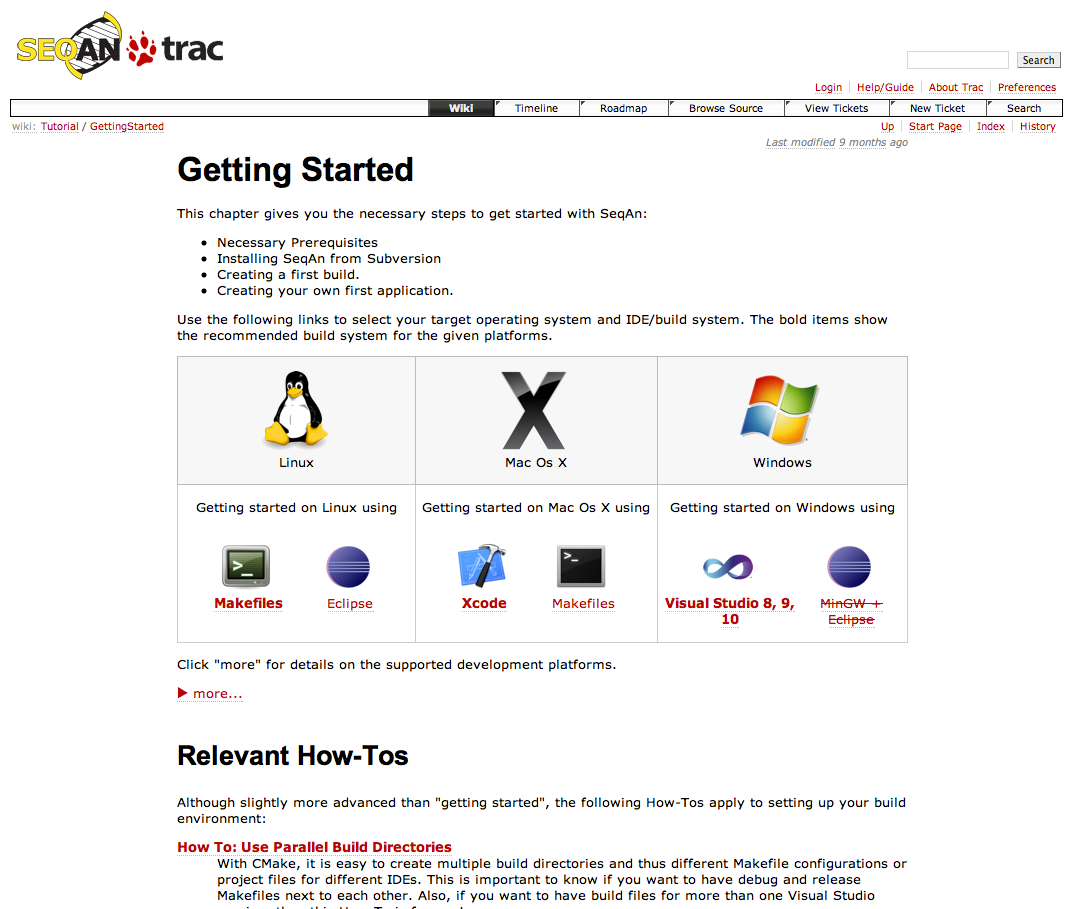 SEQAN trac
Search
Login Help/Guide About Trac Preferences
Wiki Timeline Roadmap Browse Source View Tickets New Ticket Search
wiki: Tutorial / GettingStarted Up Start Page Index History
Last modified 9 months ago
Getting Started
This chapter gives you the necessary steps to get started with SeqAn:
• Necessary Prerequisites
• Installing SeqAn from Subversion
• Creating a first build.
• Creating your own first application.
Use the following links to select your target operating system and IDE/build system. The bold items show
the recommended build system for the given platforms.
Linux Mac Os X Windows
Getting started on Linux using Getting started on Mac Os X using Getting started on Windows using
Makefiles Eclipse Xcode Makefiles Visual Studio 8, 9, MinGW +
10 Eclipse
Click "more" for details on the supported development platforms.
more...
Relevant How-Tos
Although slightly more advanced than "getting started", the following How-Tos apply to setting up your build
environment:
How To: Use Parallel Build Directories
With CMake, it is easy to create multiple build directories and thus different Makefile configurations or
project files for different IDEs. This is important to know if you want to have debug and release
Makefiles next to each other. Also, if you want to have build files for more than one Visual Studio